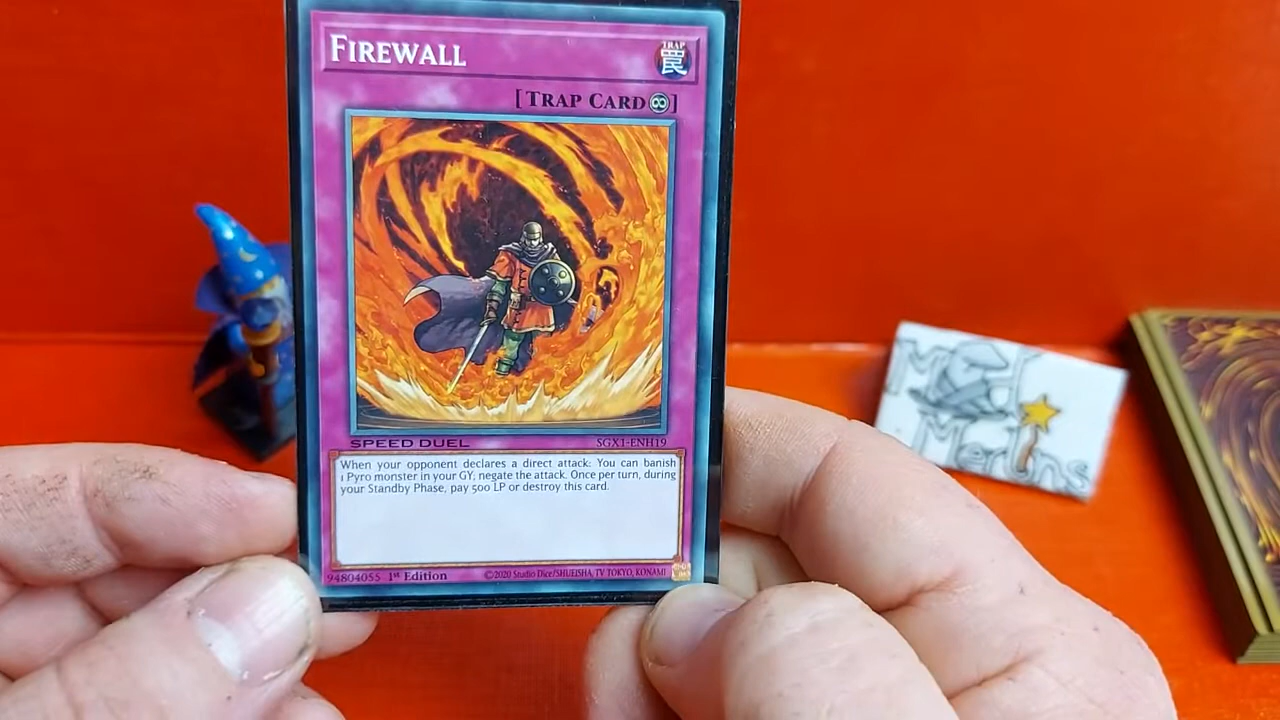 FIREWALL
TRAP
罠
[TRAP CARD∞]
SPEED DUEL SGX1-ENH19
When your opponent declares a direct attack: You can banish
1 Pyro monster in your GY; negate the attack. Once per turn, during
your Standby Phase, pay 500 LP or destroy this card.
94804055 1st Edition ©2020 Studio Dice/SHUEISHA, TV TOKYO, KONAMI
Merlins